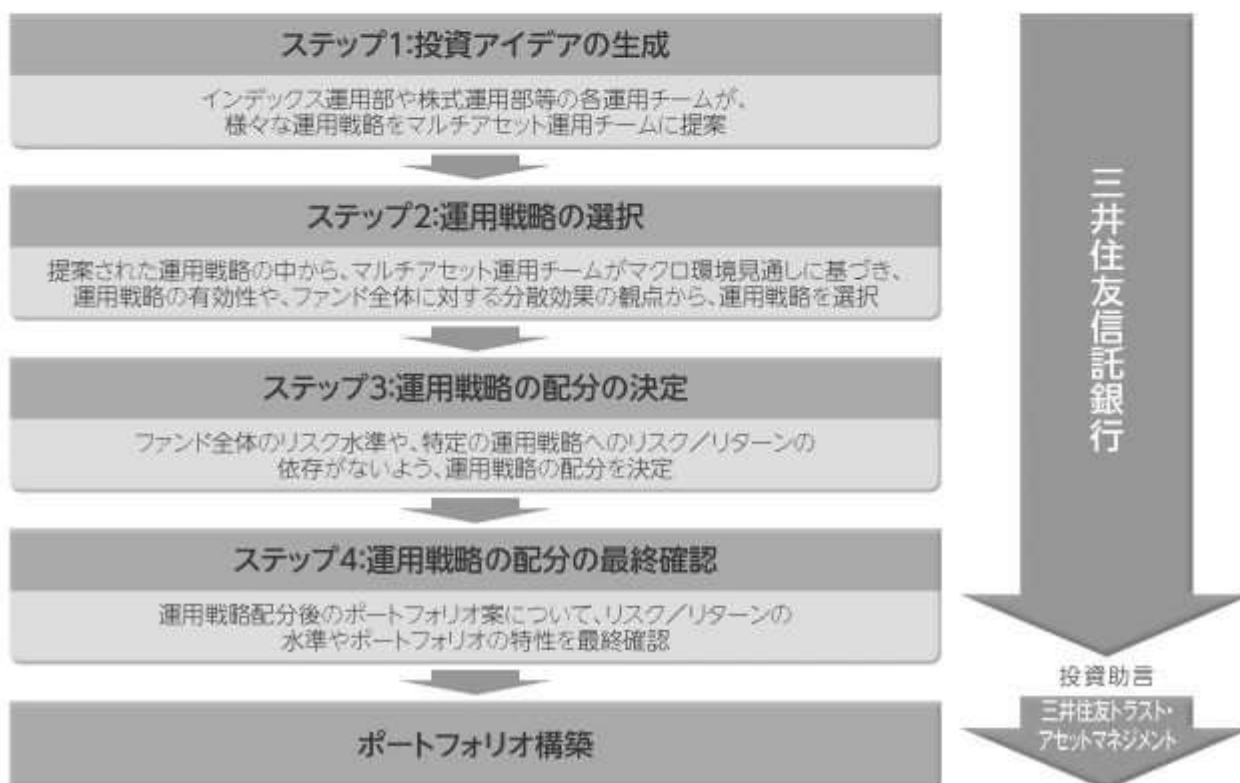 ステップ1:投資アイデアの生成
インデックス運用部や株式運用部等の各運用チームが、
様々な運用戦略をマルチアセット運用チームに提案
ステップ2:運用戦略の選択
提案された運用戦略の中から、マルチアセット運用チームがマクロ環境見通しに基づき、
運用戦略の有効性や、ファンド全体に対する分散効果の観点から、運用戦略を選択
ステップ3:運用戦略の配分の決定
ファンド全体のリスク水準や、特定の運用戦略へのリスク／リターンの
依存がないよう、運用戦略の配分を決定
ステップ4:運用戦略の配分の最終確認
運用戦略配分後のポートフォリオ案について、リスク／リターンの
水準やポートフォリオの特性を最終確認
ポートフォリオ構築
三井住友信託銀行
投資助言
三井住友トラスト・
アセットマネジメント